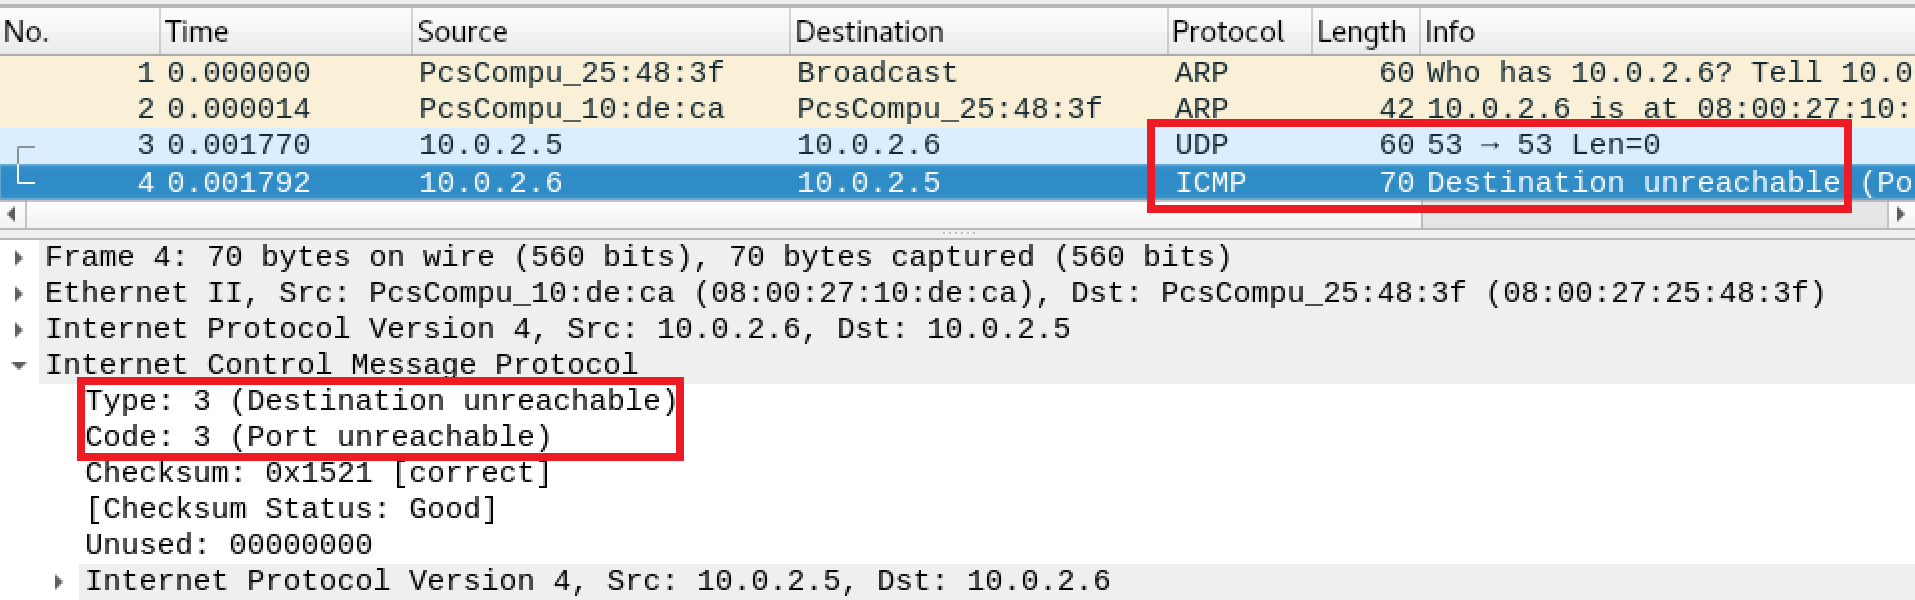 No. Time Source Destination Protocol Length Info
1 0.000000 PcsCompu_25:48:3f Broadcast ARP 60 Who has 10.0.2.6? Tell 10.0
2 0.000014 PcsCompu_10:de:ca PcsCompu_25:48:3f ARP 42 10.0.2.6 is at 08:00:27:10:
3 0.001770 10.0.2.5 10.0.2.6 UDP 60 53 → 53 Len=0
4 0.001792 10.0.2.6 10.0.2.5 ICMP 70 Destination unreachable (Po
Frame 4: 70 bytes on wire (560 bits), 70 bytes captured (560 bits)
Ethernet II, Src: PcsCompu_10:de:ca (08:00:27:10:de:ca), Dst: PcsCompu_25:48:3f (08:00:27:25:48:3f)
Internet Protocol Version 4, Src: 10.0.2.6, Dst: 10.0.2.5
Internet Control Message Protocol
Type: 3 (Destination unreachable)
Code: 3 (Port unreachable)
Checksum: 0x1521 [correct]
[Checksum Status: Good]
Unused: 00000000
Internet Protocol Version 4, Src: 10.0.2.5, Dst: 10.0.2.6